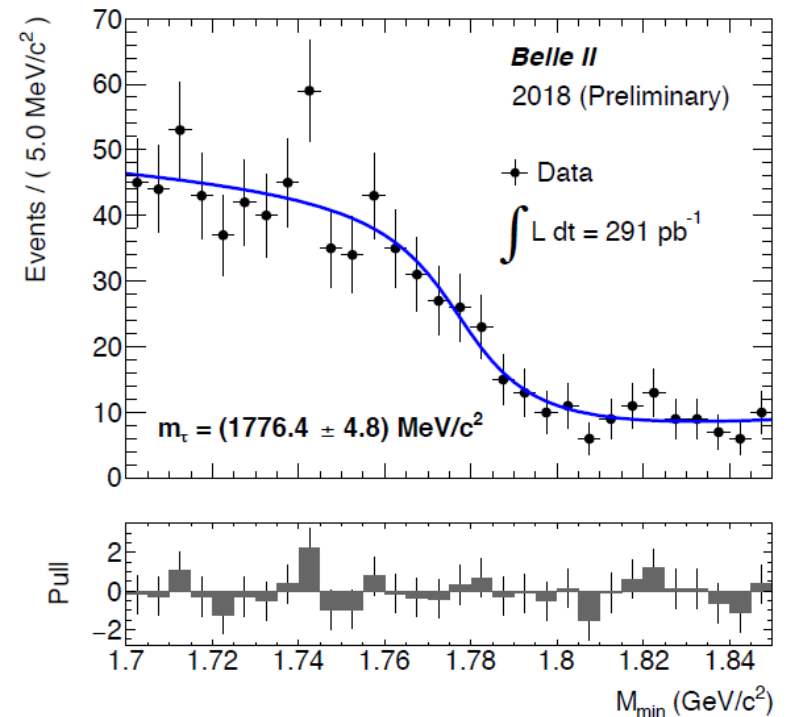 Events / ( 5.0 MeV/c²)
70
60
50
40
30
20
10
0
Belle II
2018 (Preliminary)
Data
∫ L dt = 291 pb⁻¹
mτ = (1776.4 ± 4.8) MeV/c²
Pull
2
0
−2
1.7 1.72 1.74 1.76 1.78 1.8 1.82 1.84
Mmin (GeV/c²)